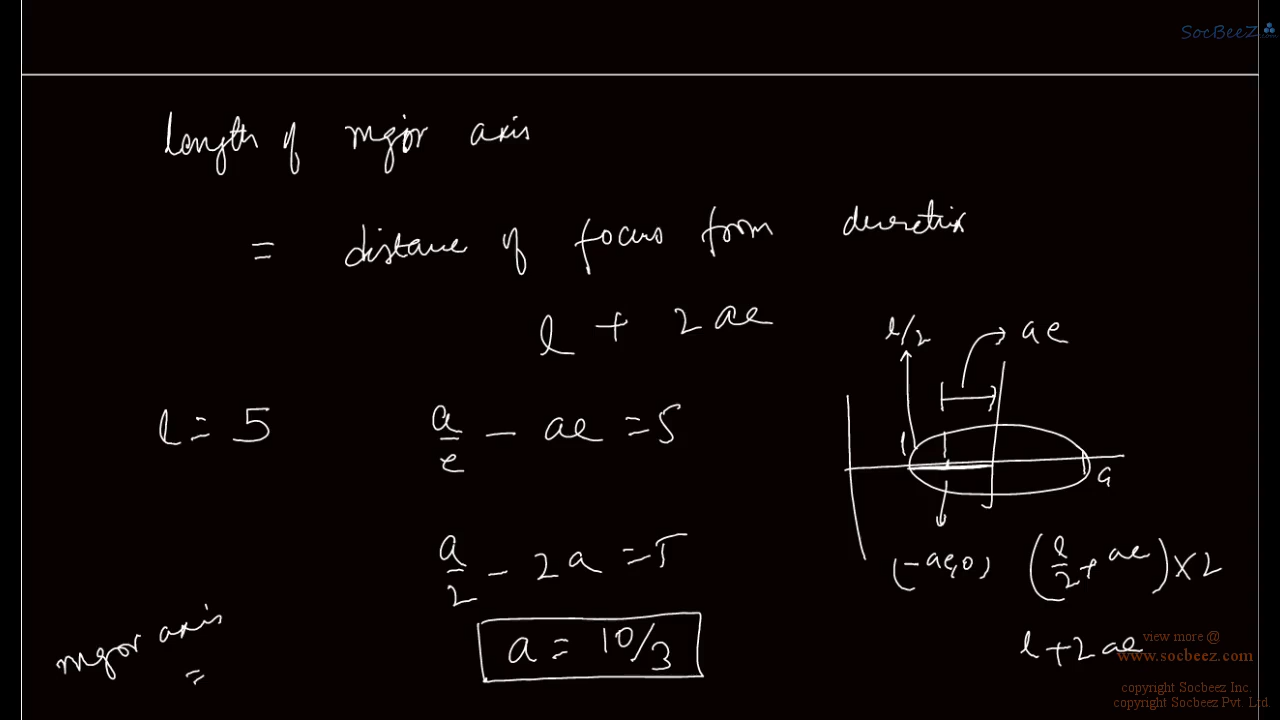 SocBeeZ
Length of mjor axis
= distance of focus from directrix
l + 2ae
l/2
ae
l = 5
a/e - ae = 5
a
a/2 - 2a = 5
(-ae,0)
(l/2 + ae) x 2
a = 10/3
mjor axis
=
l + 2ae
view more @
www.socbeez.com
copyright Socbeez Inc.
copyright Socbeez Pvt. Ltd